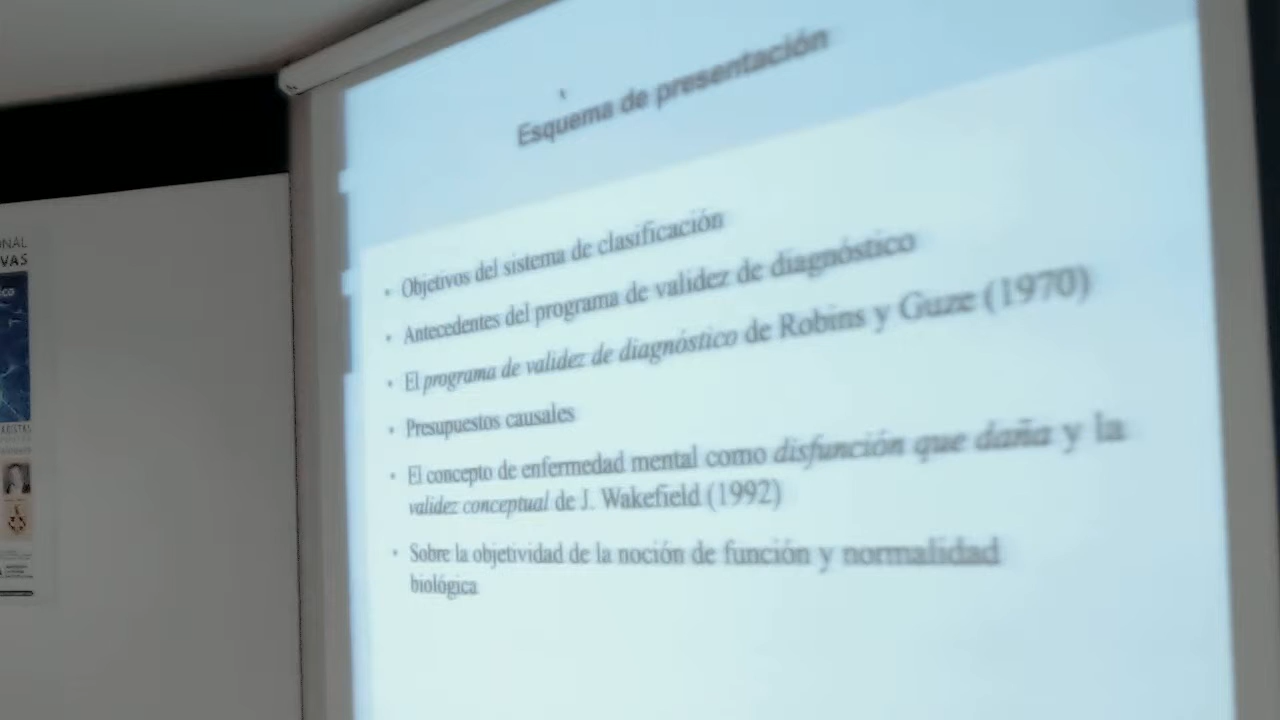 Esquema de presentación
• Objetivos del sistema de clasificación
• Antecedentes del programa de validez de diagnóstico
• El programa de validez de diagnóstico de Robins y Guze (1970)
• Presupuestos causales
• El concepto de enfermedad mental como disfunción que daña y la
validez conceptual de J. Wakefield (1992)
• Sobre la objetividad de la noción de función y normalidad
biológica
ONAL
VAS